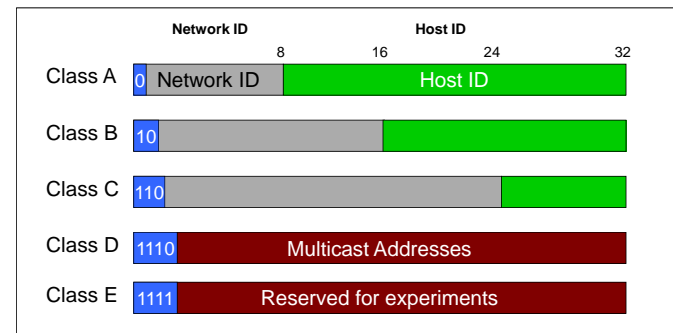 Network ID Host ID
8 16 24 32
Class A 0 Network ID Host ID
Class B 10
Class C 110
Class D 1110 Multicast Addresses
Class E 1111 Reserved for experiments